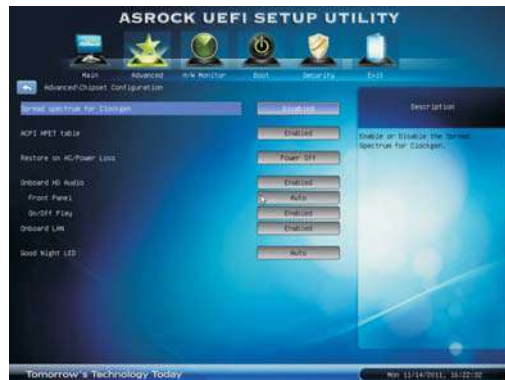 ASROCK UEFI SETUP UTILITY
Main Advanced H/W Monitor Boot Security Exit
Advanced\Chipset Configuration
Spread spectrum for Clockgen Disabled
ACPI HPET table Enabled
Restore on AC/Power Loss Power Off
Onboard HD Audio Enabled
Front Panel Auto
On/Off Play Enabled
Onboard LAN Enabled
Good Night LED Auto
Description
Enable or Disable the Spread
Spectrum for Clockgen.
Tomorrow's Technology Today
Mon 11/14/2011, 16:22:32